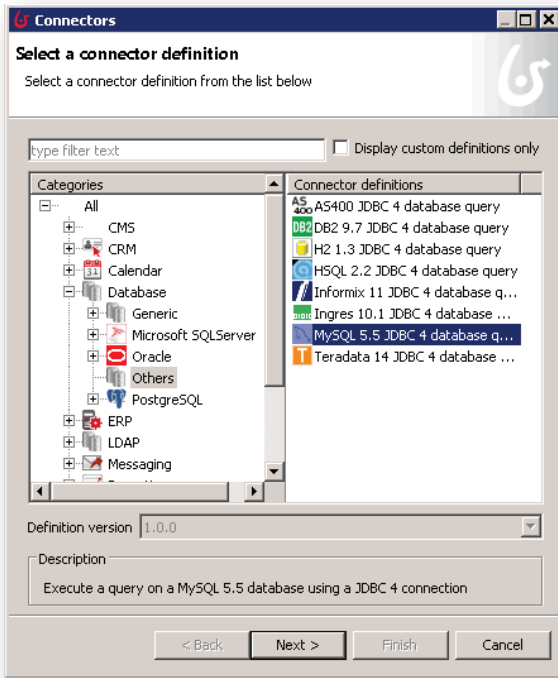 Connectors
Select a connector definition
Select a connector definition from the list below
type filter text
Display custom definitions only
Categories
All
CMS
CRM
31 Calendar
Database
Generic
Microsoft SQLServer
Oracle
Others
PostgreSQL
ERP
LDAP
Messaging
Connector definitions
AS400 AS400 JDBC 4 database query
DB2 DB2 9.7 JDBC 4 database query
H2 1.3 JDBC 4 database query
HSQL 2.2 JDBC 4 database query
Informix 11 JDBC 4 database q...
Ingres 10.1 JDBC 4 database ...
MySQL 5.5 JDBC 4 database q...
T Teradata 14 JDBC 4 database ...
Definition version 1.0.0
Description
Execute a query on a MySQL 5.5 database using a JDBC 4 connection
< Back
Next >
Finish
Cancel